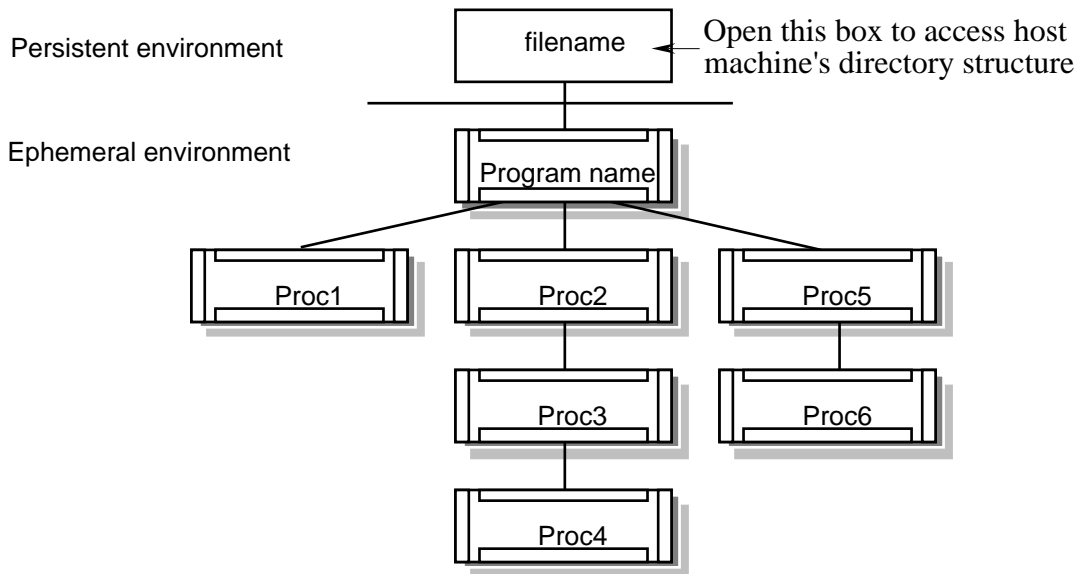 Persistent environment
filename
Open this box to access host
machine's directory structure
Ephemeral environment
Program name
Proc1
Proc2
Proc5
Proc3
Proc6
Proc4